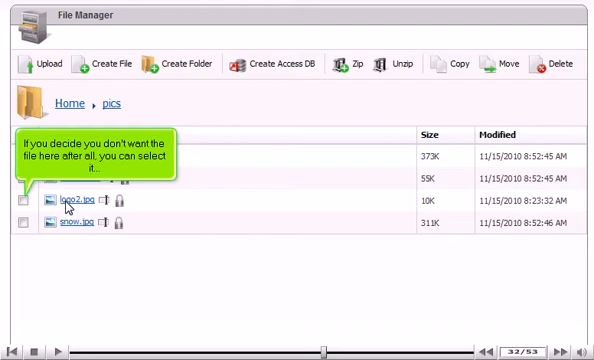 File Manager
Upload Create File Create Folder Create Access DB Zip Unzip Copy Move Delete
Home pics
Size Modified
If you decide you don't want the
file here after all, you can select
it...
373K 11/15/2010 8:52:45 AM
55K 11/15/2010 8:52:45 AM
logo2.jpg 10K 11/15/2010 8:23:32 AM
snow.jpg 311K 11/15/2010 8:52:46 AM
32/53